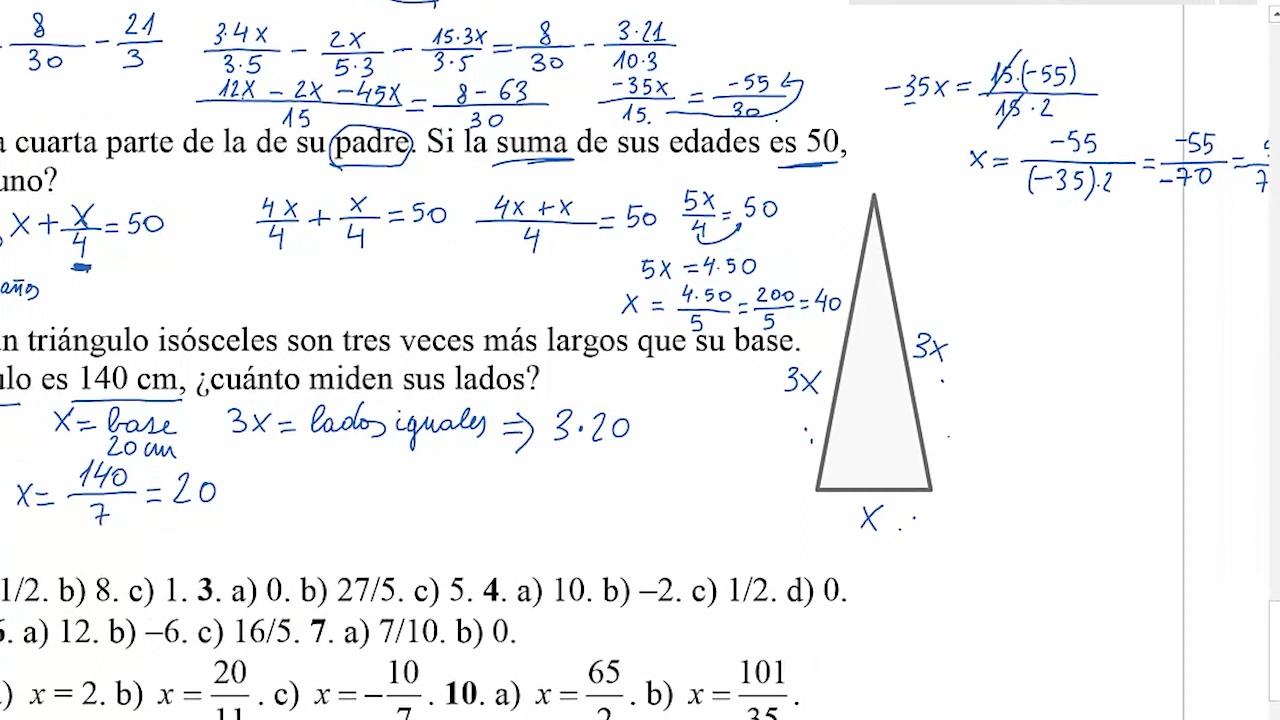 8/30 - 21/3   3·4x/3·5 - 2x/5·3 - 15·3x/3·5 = 8/30 - 3·21/10·3
12x - 2x - 45x/15 = 8 - 63/30   -35x/15 = -55/30   -35x = 15·(-55)/15·2
a cuarta parte de la de su padre. Si la suma de sus edades es 50,
x = -55/(-35)·2 = -55/-70 =
uno?
x + x/4 = 50   4x/4 + x/4 = 50   4x + x/4 = 50   5x/4 = 50
5x = 4·50
años
x = 4·50/5 = 200/5 = 40
n triángulo isósceles son tres veces más largos que su base.
3x
lo es 140 cm, ¿cuánto miden sus lados?
3x
x = base   3x = lados iguales ⇒ 3·20
20 cm
x = 140/7 = 20
x
1/2. b) 8. c) 1. 3. a) 0. b) 27/5. c) 5. 4. a) 10. b) –2. c) 1/2. d) 0.
. a) 12. b) –6. c) 16/5. 7. a) 7/10. b) 0.
) x = 2. b) x = 20/11 . c) x = –10/7 . 10. a) x = 65/2 . b) x = 101/35 .